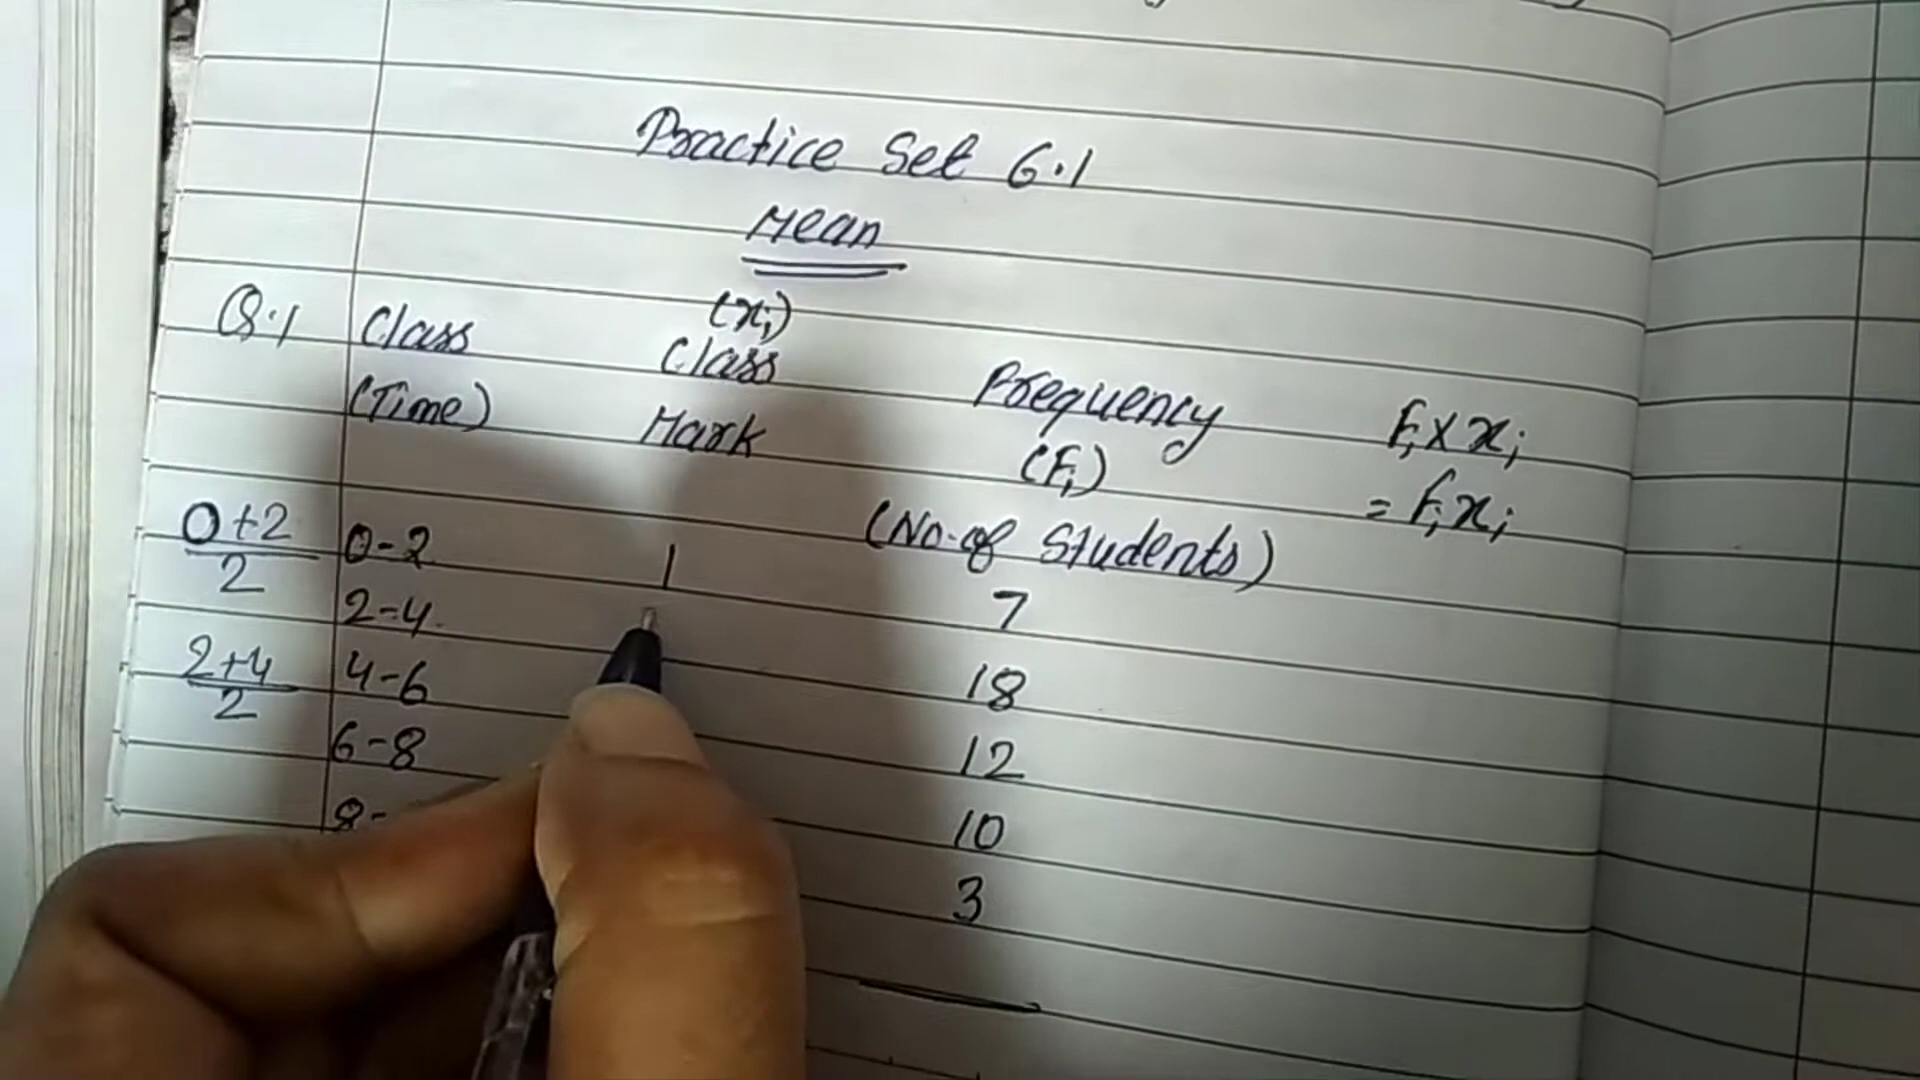 Practice Set 6.1
Mean
Q.1 Class (xi) Class Frequency Fi x xi
(Time) Mark (Fi) = Fixi
(No. of Students)
0+2/2 0-2 1 7
2-4 18
2+4/2 4-6 12
6-8 10
8- 3